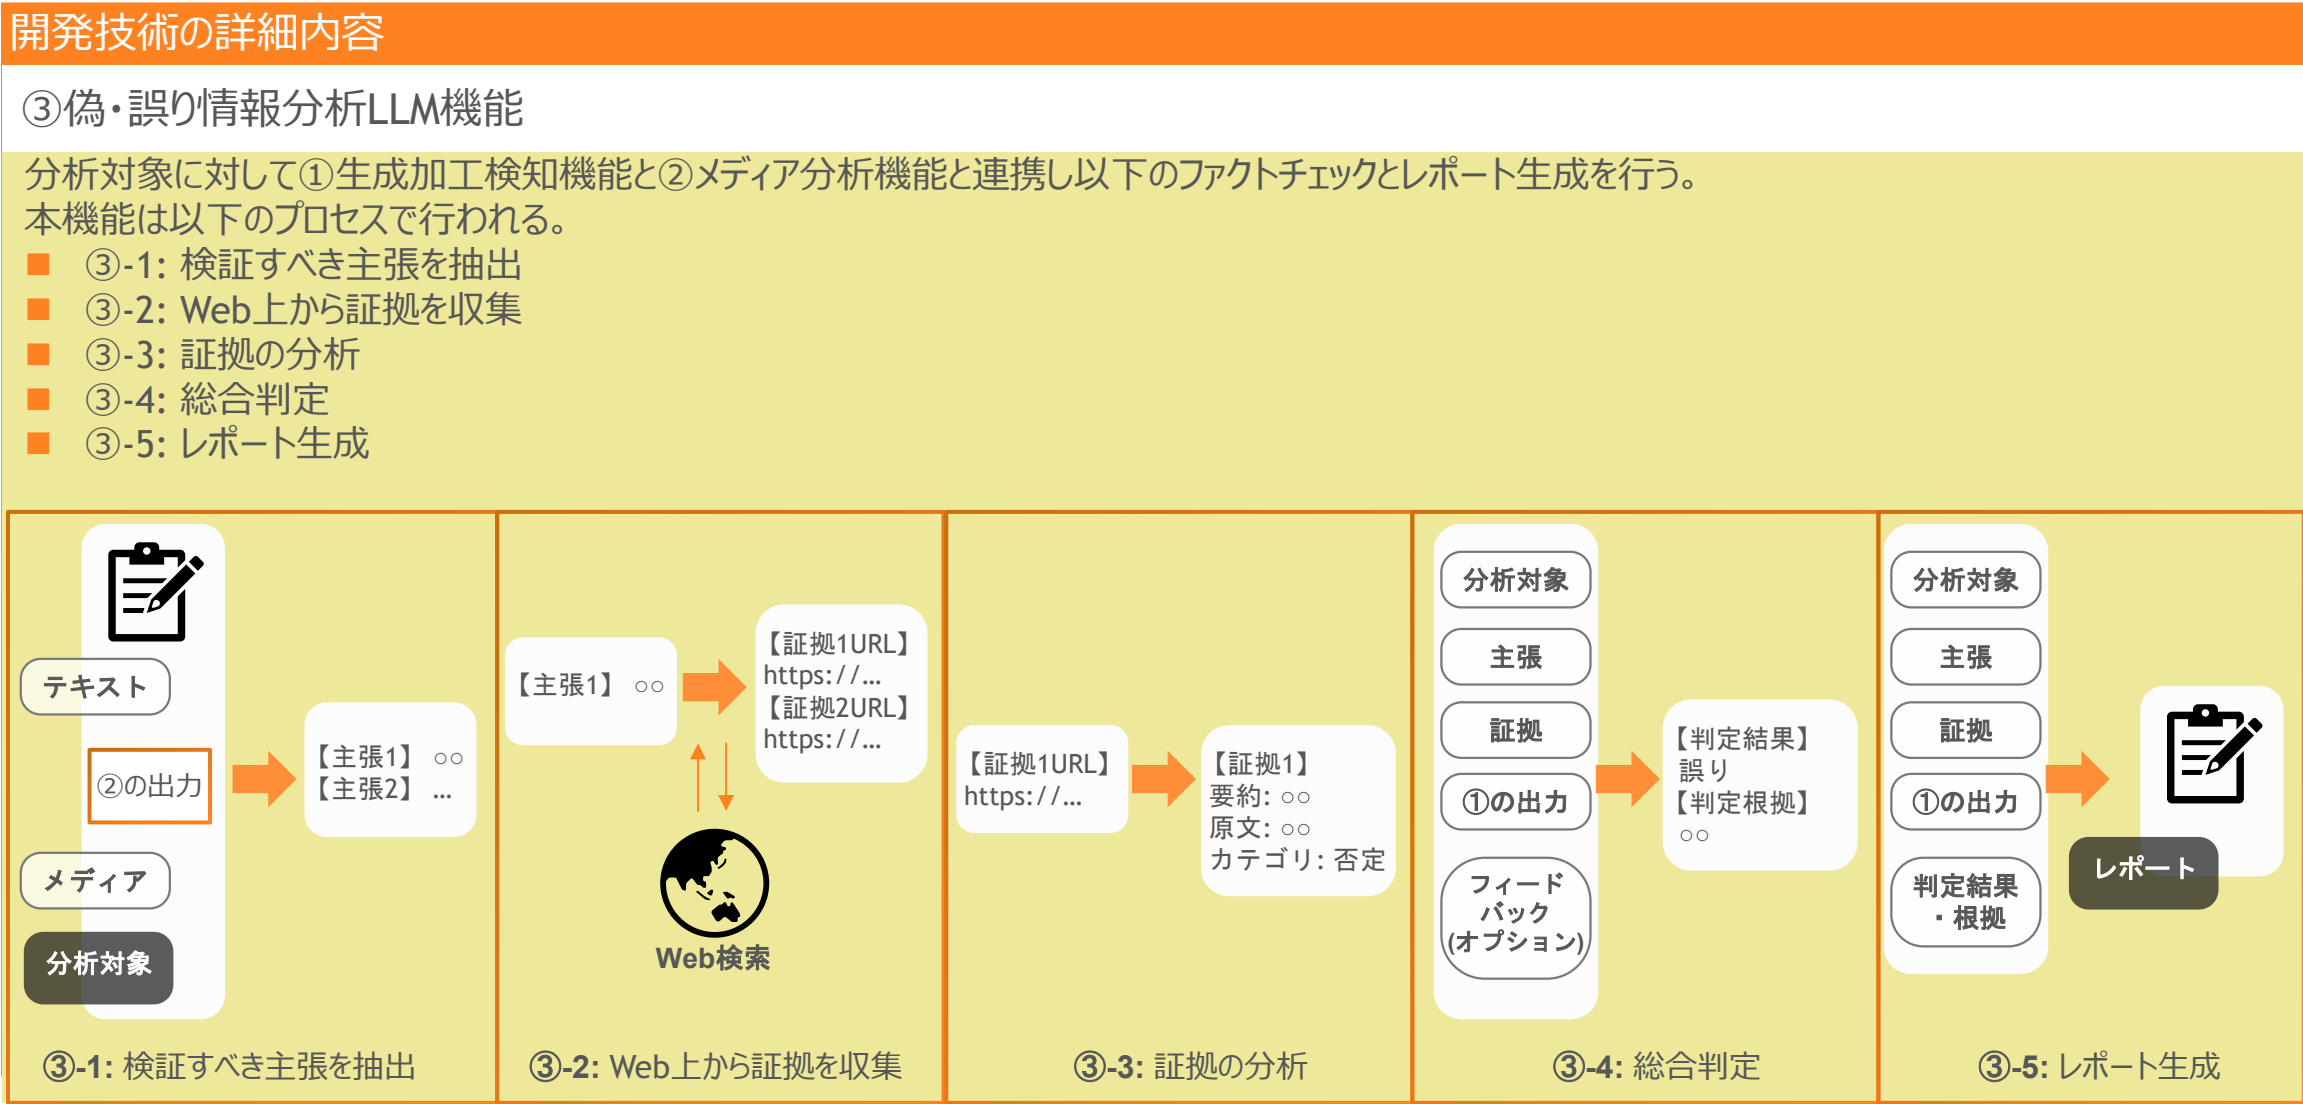 開発技術の詳細内容
③偽・誤り情報分析LLM機能
分析対象に対して①生成加工検知機能と②メディア分析機能と連携し以下のファクトチェックとレポート生成を行う。
本機能は以下のプロセスで行われる。
③-1: 検証すべき主張を抽出
③-2: Web上から証拠を収集
③-3: 証拠の分析
③-4: 総合判定
③-5: レポート生成
テキスト
②の出力
メディア
分析対象
【主張1】 ○○
【主張2】 …
③-1: 検証すべき主張を抽出
【主張1】 ○○
【証拠1URL】
https://…
【証拠2URL】
https://…
Web検索
③-2: Web上から証拠を収集
【証拠1URL】
https://…
【証拠1】
要約: ○○
原文: ○○
カテゴリ: 否定
③-3: 証拠の分析
分析対象
主張
証拠
①の出力
フィード
バック
(オプション)
【判定結果】
誤り
【判定根拠】
○○
③-4: 総合判定
分析対象
主張
証拠
①の出力
判定結果
・根拠
レポート
③-5: レポート生成